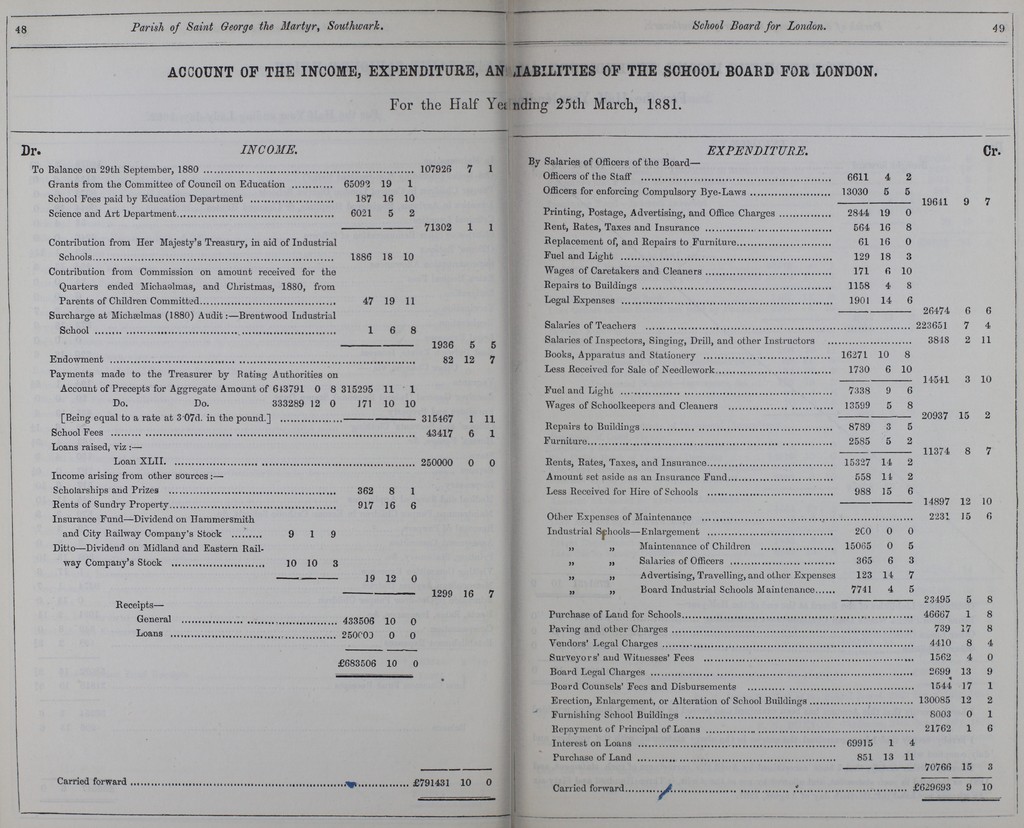 48 Parish of Saint George the Martyr, Southwark.
School Board for London. 49
ACCOUNT OF THE INCOME, EXPENDITURE, AN IABILITIES OF THE SCHOOL BOARD FOR LONDON.
For the Half Yea nding 25th March, 1881.
Dr. INCOME.
To Balance on 29th September, 1880 107926 7 1
Grants from the Committee of Council on Education 65092 19 1
School Fees paid by Education Department 187 16 10
Science and Art Department 6021 5 2
71302 1 1
Contribution from Her Majesty's Treasury, in aid of Industrial
Schools 1886 18 10
Contribution from Commission on amount received for the
Quarters ended Michaelmas, and Christmas, 1880, from
Parents of Children Committed 47 19 11
Surcharge at Michælmas (1880) Audit:—Brentwood Industrial
School 1 6 8
1936 5 5
Endowment 82 12 7
Payments made to the Treasurer by Rating Authorities on
Account of Precepts for Aggregate Amount of 643791 0 8 315295 11 1
Do. Do. 333289 12 0 171 10 10
[Being equal to a rate at 3·07d. in the pound.] 315467 1 11
School Fees 43417 6 1
Loans raised, viz:—
Loan XLII. 250000 0 0
Income arising from other sources:—
Scholarships and Prizes 362 8 1
Rents of Sundry Property 917 16 6
Insurance Fund—Dividend on Hammersmith
and City Railway Company's Stock 9 1 9
Ditto—Dividend on Midland and Eastern Rail-
way Company's Stock 10 10 3
19 12 0
1299 16 7
Receipts—
General 433506 10 0
Loans 250000 0 0
£683506 10 0
Carried forward £791431 10 0
EXPENDITURE. Cr.
By Salaries of Officers of the Board—
Officers of the Staff 6611 4 2
Officers for enforcing Compulsory Bye-Laws 13030 5 5
19641 9 7
Printing, Postage, Advertising, and Office Charges 2844 19 0
Rent, Rates, Taxes and Insurance 564 16 8
Replacement of, and Repairs to Furniture 61 16 0
Fuel and Light 129 18 3
Wages of Caretakers and Cleaners 171 6 10
Repairs to Buildings 1158 4 8
Legal Expenses 1901 14 6
26474 6 6
Salaries of Teachers 223651 7 4
Salaries of Inspectors, Singing, Drill, and other Instructors 3848 2 11
Books, Apparatus and Stationery 16271 10 8
Less Received for Sale of Needlework 1730 6 10
14541 3 10
Fuel and Light 7338 9 6
Wages of Schoolkeepers and Cleaners 13599 5 8
20937 15 2
Repairs to Buildings 8789 3 5
Furniture 2585 5 2
11374 8 7
Rents, Rates, Taxes, and Insurance 15327 14 2
Amount set aside as an Insurance Fund 558 14 2
Less Received for Hire of Schools 988 15 6
14897 12 10
Other Expenses of Maintenance 2231 15 6
Industrial Schools—Enlargement 200 0 0
„ „ Maintenance of Children 15065 0 5
„ „ Salaries of Officers 365 6 3
„ „ Advertising, Travelling, and other Expenses 123 14 7
„ „ Board Industrial Schools Maintenance 7741 4 5
23495 5 8
Purchase of Land for Schools 46667 1 8
Paving and other Charges 739 17 8
Vendors' Legal Charges 4410 8 4
Surveyors' and Witnesses' Fees 1562 4 0
Board Legal Charges 2699 13 9
Board Counsels' Fees and Disbursements 1544 17 1
Erection, Enlargement, or Alteration of School Buildings 130085 12 2
Furnishing School Buildings 8003 0 1
Repayment of Principal of Loans 21762 1 6
Interest on Loans 69915 1 4
Purchase of Land 851 13 11
70766 15 3
Carried forward £629693 9 10